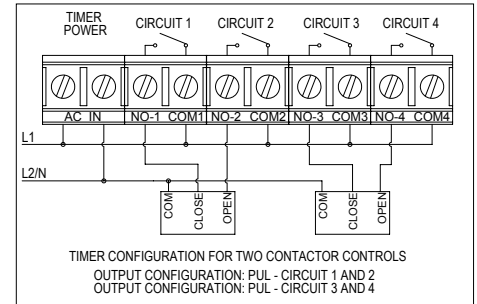 TIMER
POWER
CIRCUIT 1 CIRCUIT 2 CIRCUIT 3 CIRCUIT 4
AC IN NO-1 COM1 NO-2 COM2 NO-3 COM3 NO-4 COM4
L1
L2/N
COM CLOSE OPEN COM CLOSE OPEN
TIMER CONFIGURATION FOR TWO CONTACTOR CONTROLS
OUTPUT CONFIGURATION: PUL - CIRCUIT 1 AND 2
OUTPUT CONFIGURATION: PUL - CIRCUIT 3 AND 4